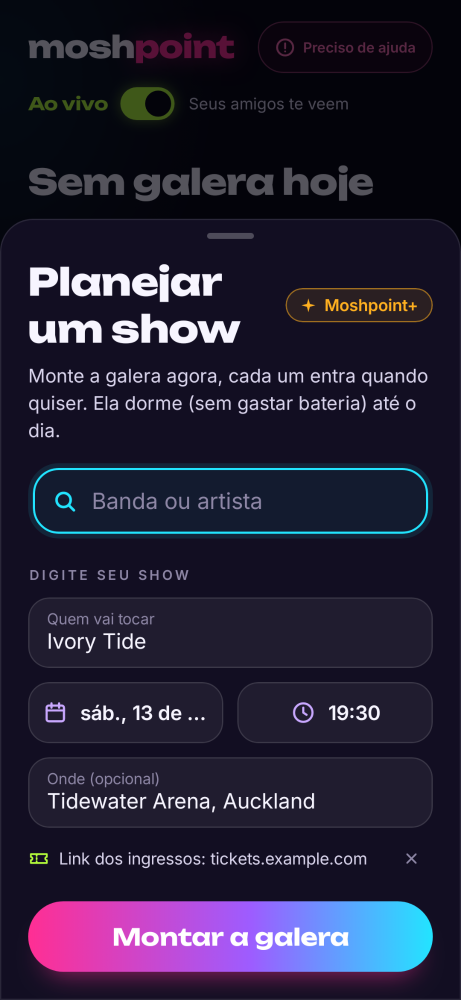 moshpoint
Preciso de ajuda
Ao vivo
Seus amigos te veem
Sem galera hoje
Planejar
um show
Moshpoint+
Monte a galera agora, cada um entra quando
quiser. Ela dorme (sem gastar bateria) até o
dia.
Banda ou artista
DIGITE SEU SHOW
Quem vai tocar
Ivory Tide
sáb., 13 de ...
19:30
Onde (opcional)
Tidewater Arena, Auckland
Link dos ingressos: tickets.example.com
Montar a galera